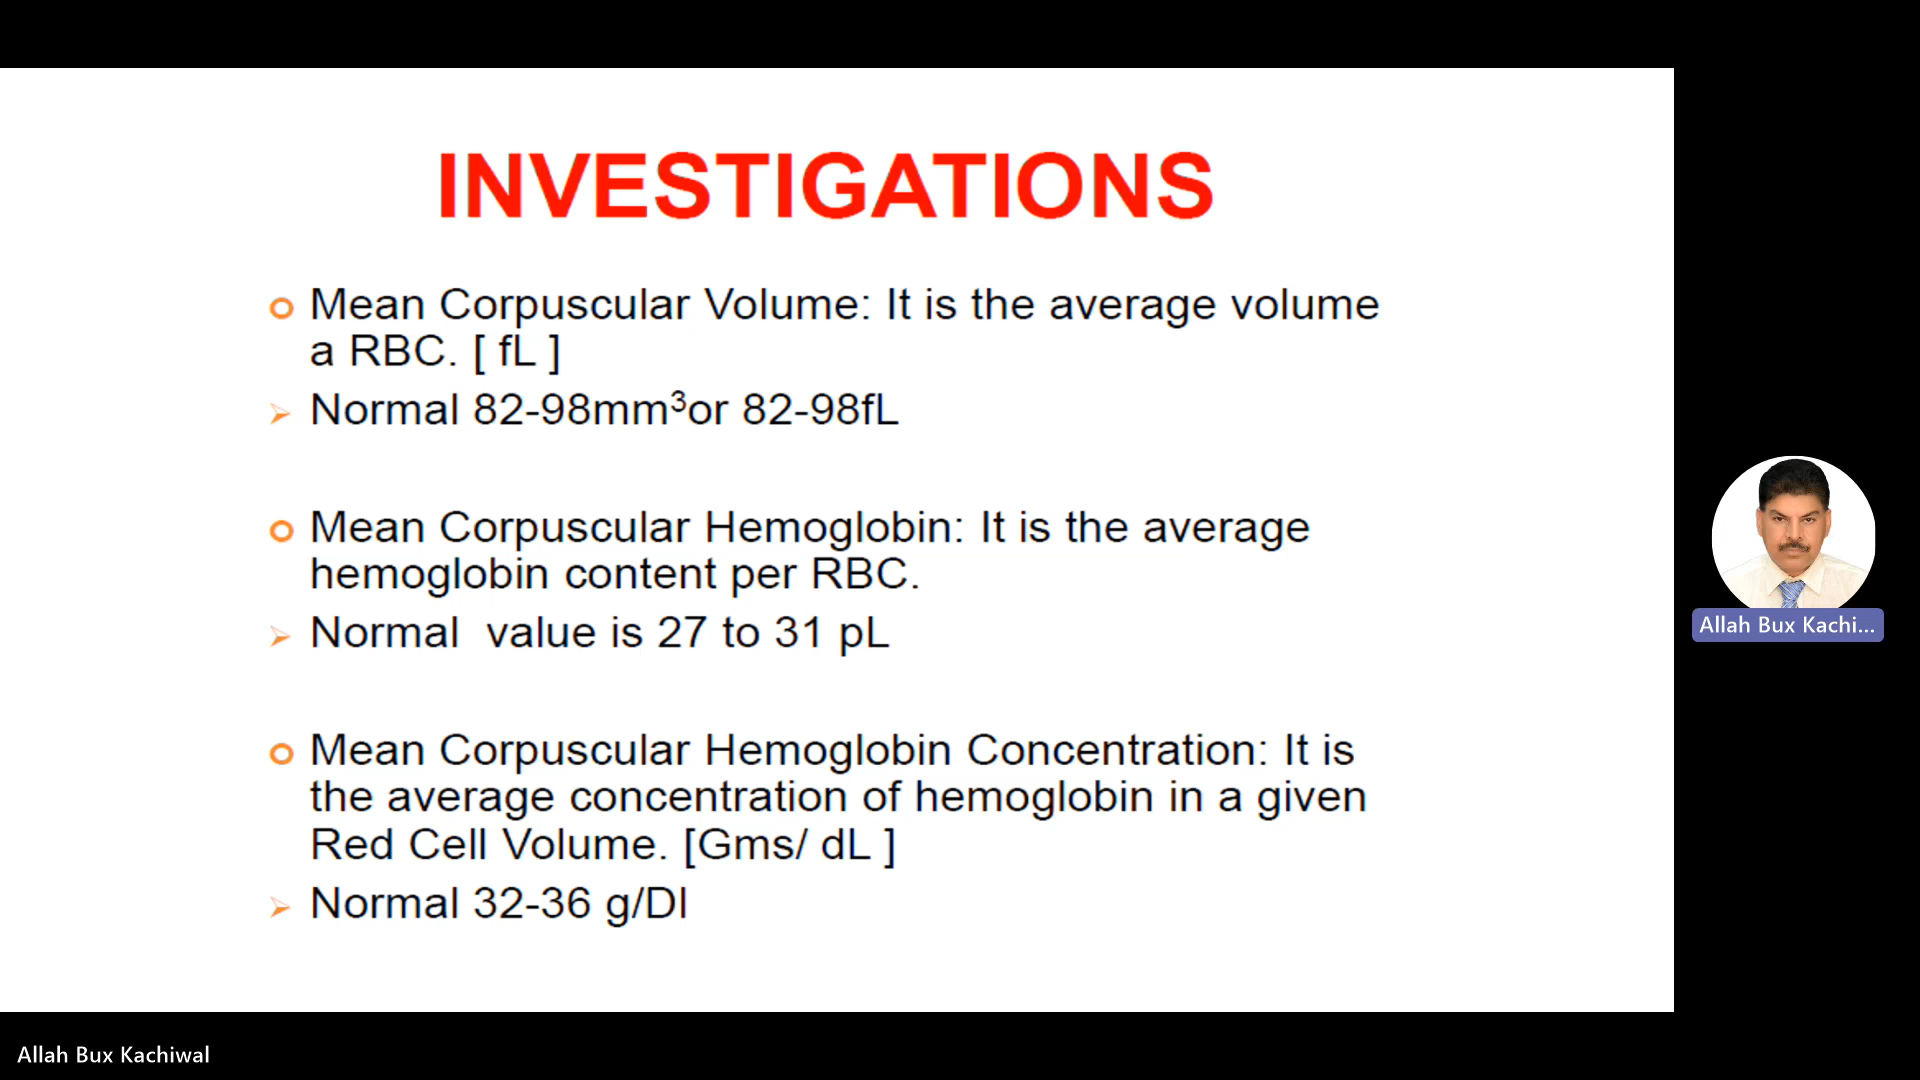 INVESTIGATIONS
Mean Corpuscular Volume: It is the average volume
a RBC. [ fL ]
Normal 82-98mm³or 82-98fL
Mean Corpuscular Hemoglobin: It is the average
hemoglobin content per RBC.
Normal  value is 27 to 31 pL
Mean Corpuscular Hemoglobin Concentration: It is
the average concentration of hemoglobin in a given
Red Cell Volume. [Gms/ dL ]
Normal 32-36 g/Dl
Allah Bux Kachi...
Allah Bux Kachiwal